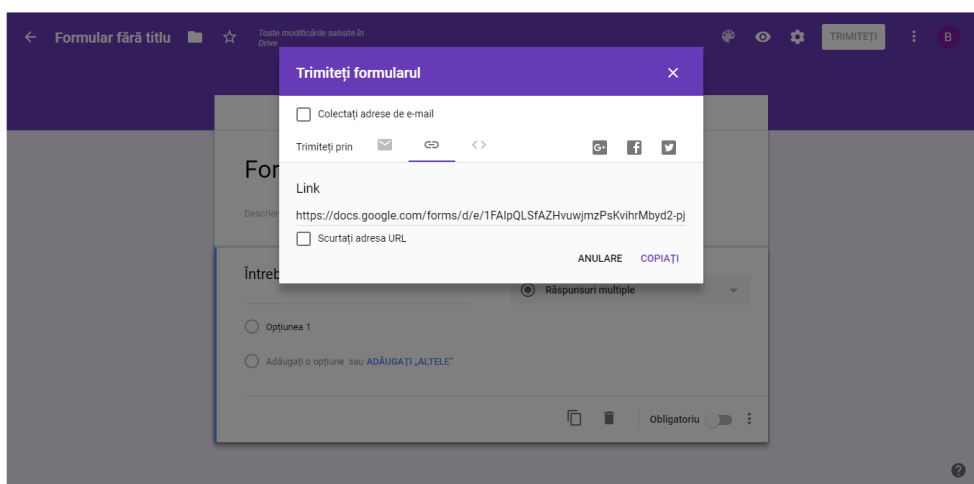 Formular fără titlu
Toate modificările salvate în
Drive
TRIMITEȚI
B
Trimiteți formularul
Colectați adrese de e-mail
Trimiteți prin
G+
For
Link
Descrier
https://docs.google.com/forms/d/e/1FAIpQLSfAZHvuwjmzPsKvihrMbyd2-pj
Scurtați adresa URL
ANULARE COPIAȚI
Întreb
Răspunsuri multiple
Opțiunea 1
Adăugați o opțiune sau ADĂUGAȚI „ALTELE”
Obligatoriu